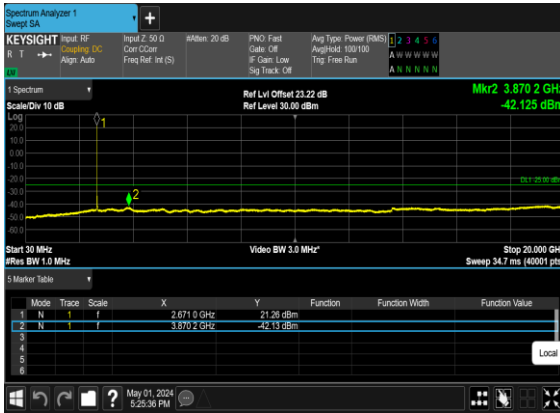 Spectrum Analyzer 1
Swept SA
+
KEYSIGHT Input: RF Input Z: 50 Ω #Atten: 20 dB PNO: Fast Avg Type: Power (RMS) 1 2 3 4 5 6
R T Coupling: DC Corr CCorr Gate: Off Avg|Hold: 100/100 A W W W W W
Align: Auto Freq Ref: Int (S) IF Gain: Low Trig: Free Run
Sig Track: Off A N N N N N
1 Spectrum
Ref Lvl Offset 23.22 dB Mkr2 3.870 2 GHz
Scale/Div 10 dB Ref Level 30.00 dBm -42.125 dBm
Log
20.0
10.0
0.00
-10.0
-20.0
-30.0
-40.0
-50.0
-60.0
1
2
DL1 -25.00 dBm
Start 30 MHz Video BW 3.0 MHz* Stop 20.000 GHz
#Res BW 1.0 MHz Sweep 34.7 ms (40001 pts)
5 Marker Table
Mode Trace Scale X Y Function Function Width Function Value
1 N 1 f 2.671 0 GHz 21.26 dBm
2 N 1 f 3.870 2 GHz -42.13 dBm
3
4
5
6
Local
? May 01, 2024
5:25:36 PM